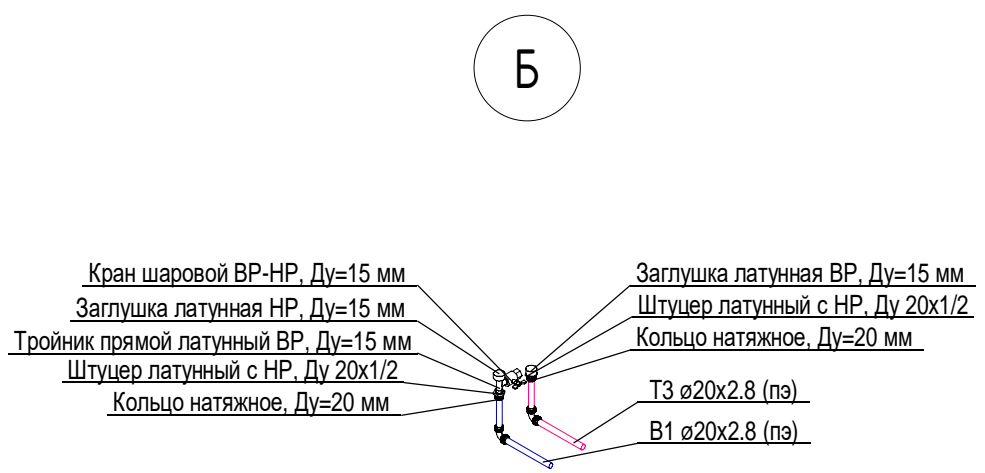 Б
Кран шаровой ВР-НР, Ду=15 мм
Заглушка латунная НР, Ду=15 мм
Тройник прямой латунный ВР, Ду=15 мм
Штуцер латунный с НР, Ду 20х1/2
Кольцо натяжное, Ду=20 мм
Заглушка латунная ВР, Ду=15 мм
Штуцер латунный с НР, Ду 20х1/2
Кольцо натяжное, Ду=20 мм
Т3 ø20х2.8 (пэ)
В1 ø20х2.8 (пэ)